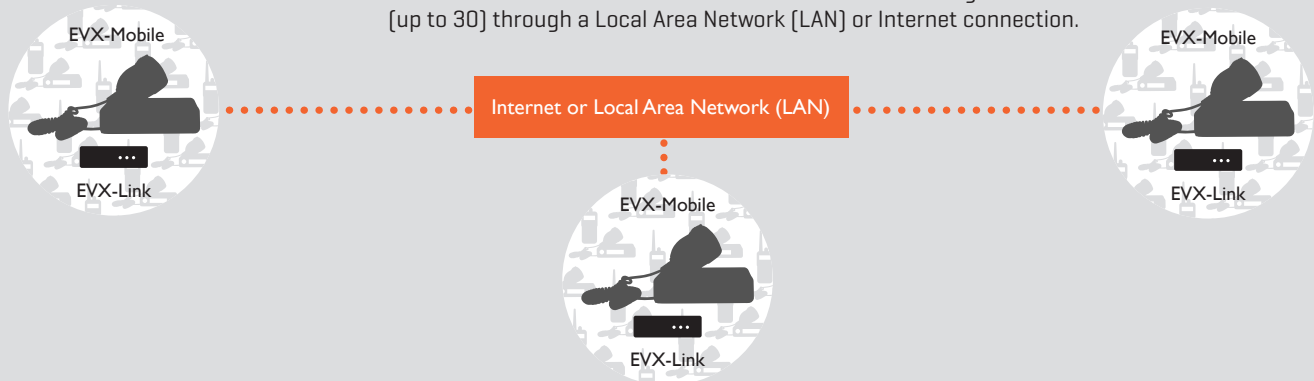 (up to 30) through a Local Area Network (LAN) or Internet connection.
EVX-Mobile
EVX-Mobile
Internet or Local Area Network (LAN)
EVX-Link
EVX-Link
EVX-Mobile
EVX-Link